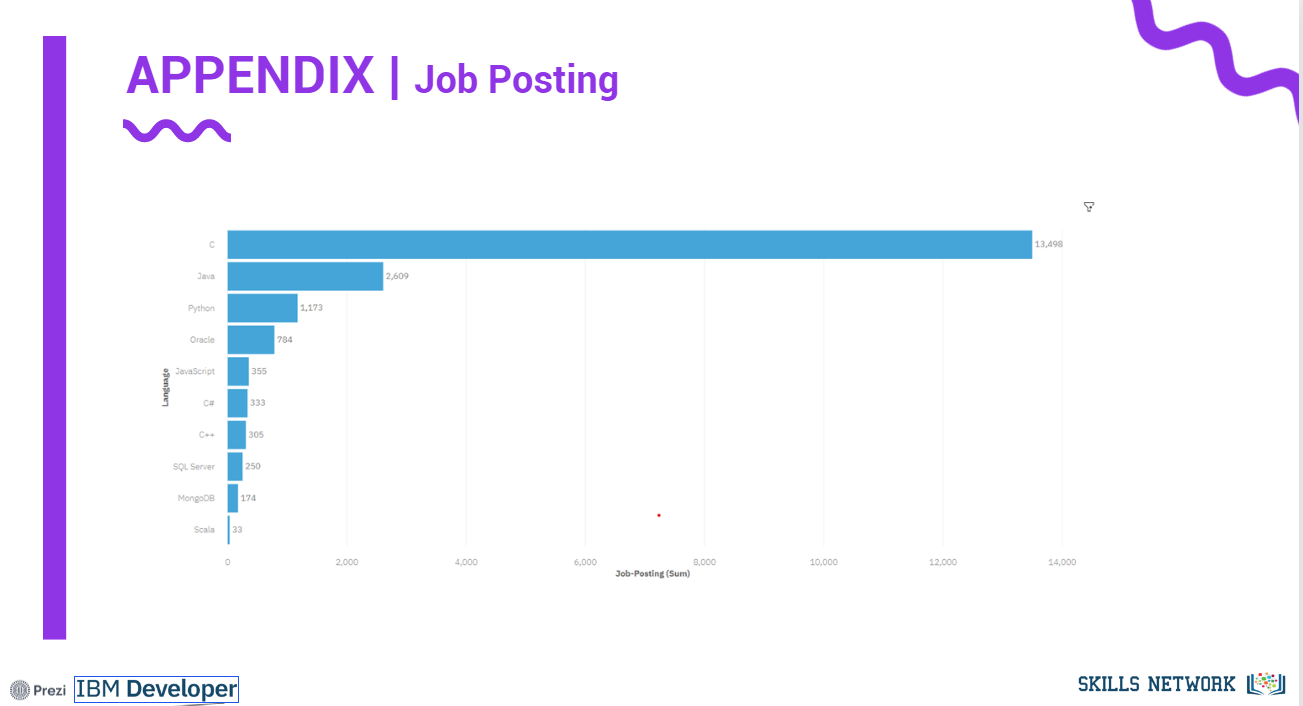 APPENDIX | Job Posting
C 13,498
Java 2,609
Python 1,173
Oracle 784
JavaScript 355
C# 333
C++ 305
SQL Server 250
MongoDB 174
Scala 33
Language
0 2,000 4,000 6,000 8,000 10,000 12,000 14,000
Job-Posting (Sum)
Prezi IBM Developer
SKILLS NETWORK